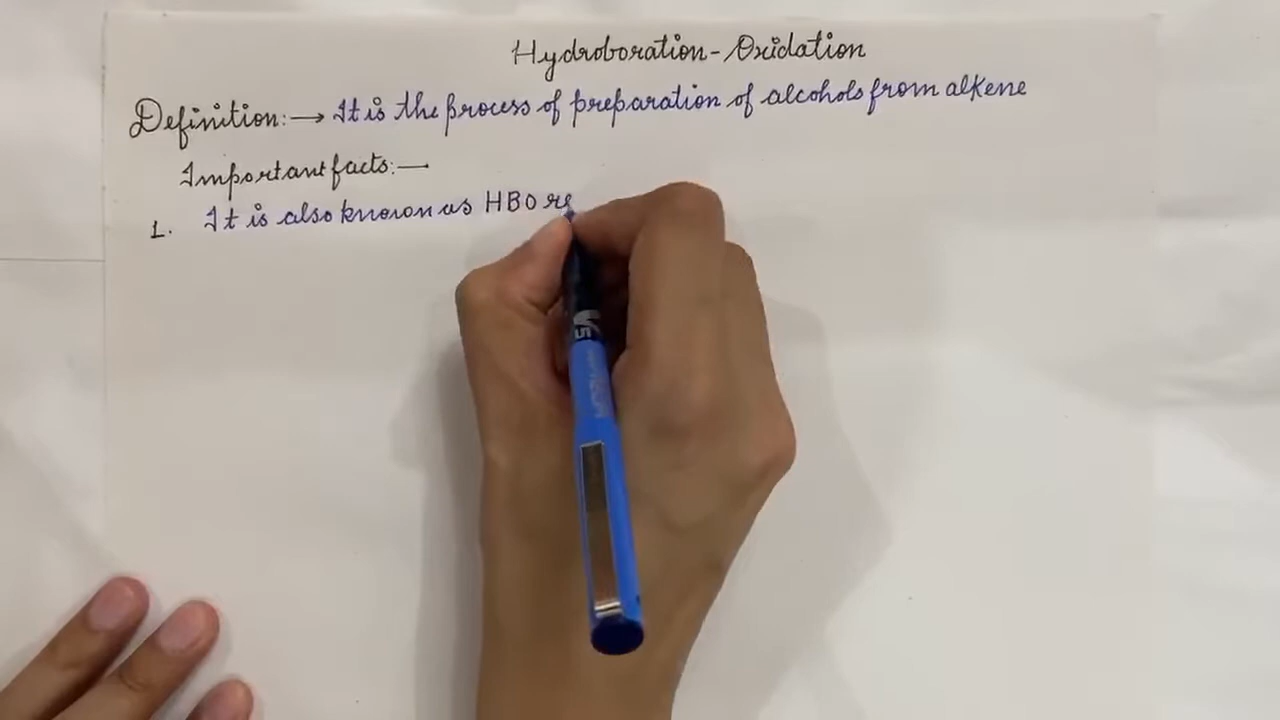 Hydroboration-Oxidation
Definition:→ It is the process of preparation of alcohols from alkene
Important facts:—
1. It is also known as HBO re
V5